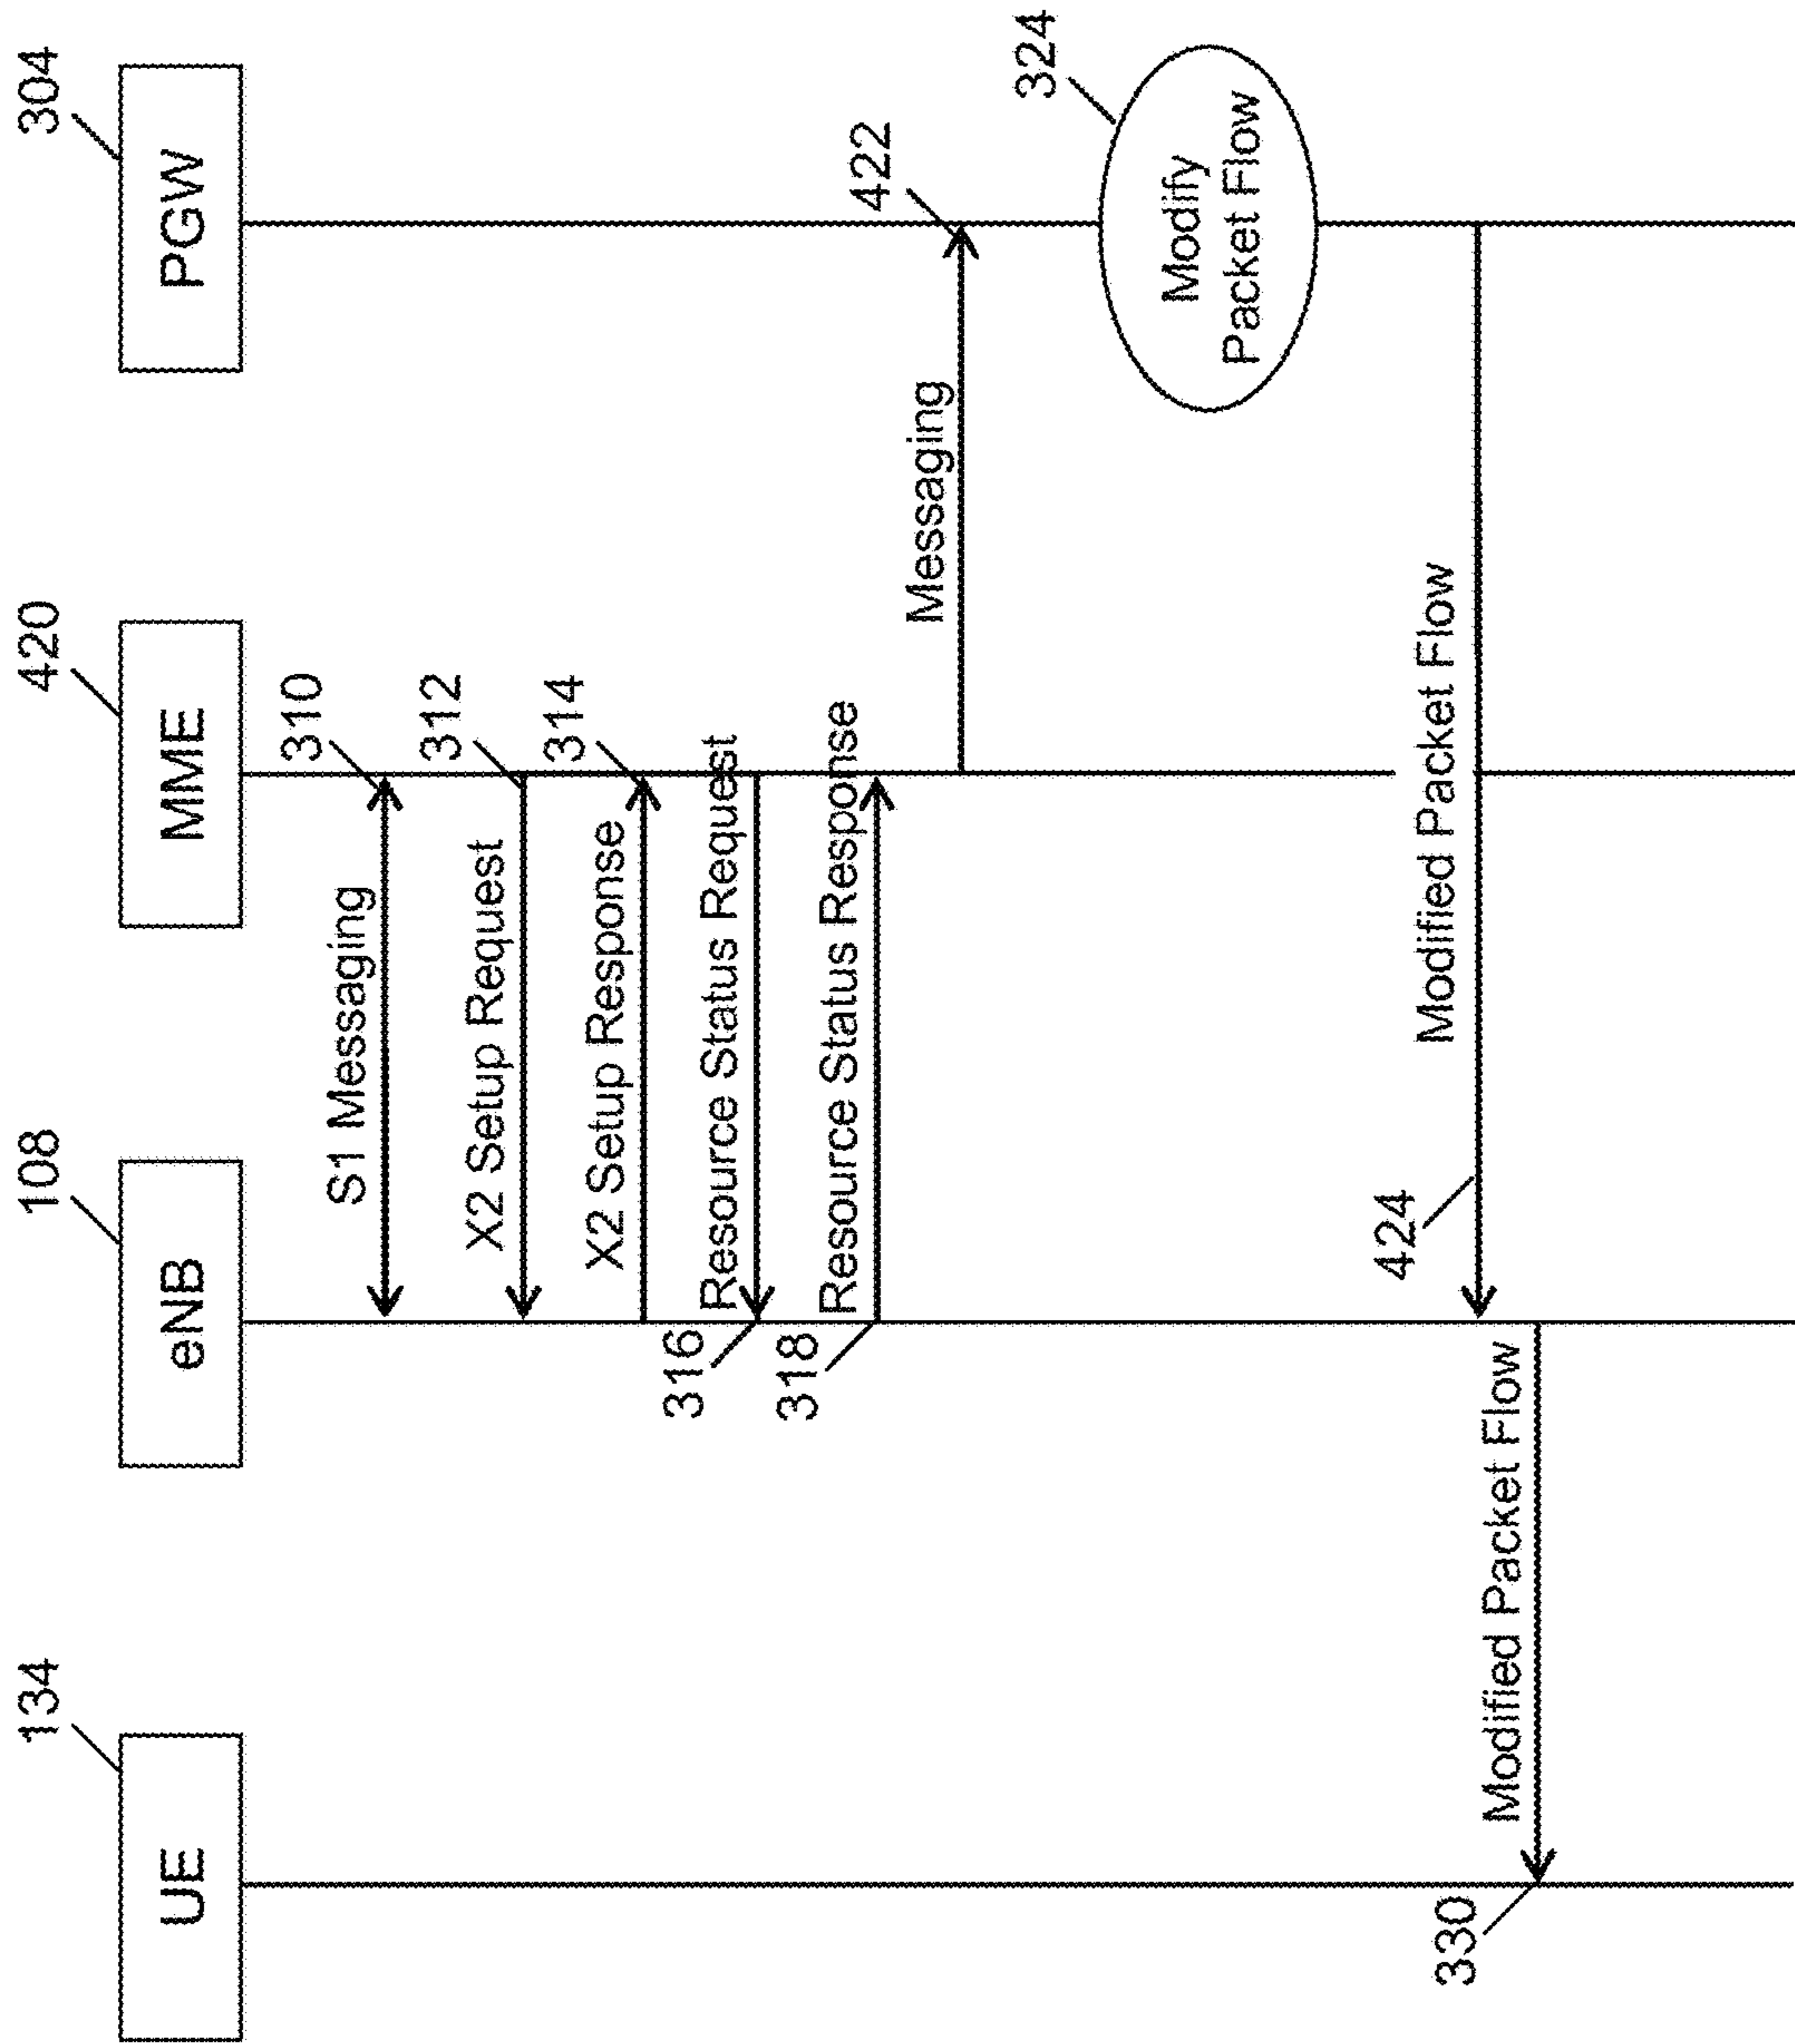 134
108
420
304
UE
eNB
MME
PGW
310
S1 Messaging
312
X2 Setup Request
314
X2 Setup Response
316
Resource Status Request
318
Resource Status Response
422
Messaging
324
Modify
Packet Flow
424
Modified Packet Flow
330
Modified Packet Flow